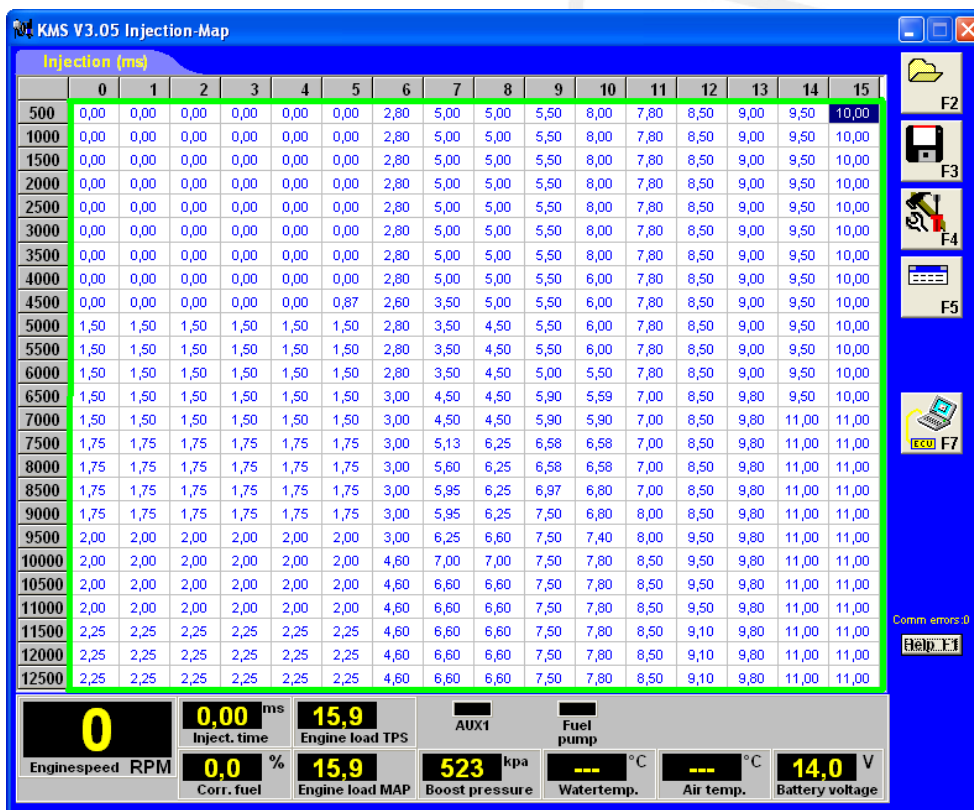 KMS V3.05 Injection-Map
Injection (ms)
0 1 2 3 4 5 6 7 8 9 10 11 12 13 14 15
500 0,00 0,00 0,00 0,00 0,00 0,00 2,80 5,00 5,00 5,50 8,00 7,80 8,50 9,00 9,50 10,00
1000 0,00 0,00 0,00 0,00 0,00 0,00 2,80 5,00 5,00 5,50 8,00 7,80 8,50 9,00 9,50 10,00
1500 0,00 0,00 0,00 0,00 0,00 0,00 2,80 5,00 5,00 5,50 8,00 7,80 8,50 9,00 9,50 10,00
2000 0,00 0,00 0,00 0,00 0,00 0,00 2,80 5,00 5,00 5,50 8,00 7,80 8,50 9,00 9,50 10,00
2500 0,00 0,00 0,00 0,00 0,00 0,00 2,80 5,00 5,00 5,50 8,00 7,80 8,50 9,00 9,50 10,00
3000 0,00 0,00 0,00 0,00 0,00 0,00 2,80 5,00 5,00 5,50 8,00 7,80 8,50 9,00 9,50 10,00
3500 0,00 0,00 0,00 0,00 0,00 0,00 2,80 5,00 5,00 5,50 8,00 7,80 8,50 9,00 9,50 10,00
4000 0,00 0,00 0,00 0,00 0,00 0,00 2,80 5,00 5,00 5,50 6,00 7,80 8,50 9,00 9,50 10,00
4500 0,00 0,00 0,00 0,00 0,00 0,87 2,60 3,50 5,00 5,50 6,00 7,80 8,50 9,00 9,50 10,00
5000 1,50 1,50 1,50 1,50 1,50 1,50 2,80 3,50 4,50 5,50 6,00 7,80 8,50 9,00 9,50 10,00
5500 1,50 1,50 1,50 1,50 1,50 1,50 2,80 3,50 4,50 5,50 6,00 7,80 8,50 9,00 9,50 10,00
6000 1,50 1,50 1,50 1,50 1,50 1,50 2,80 3,50 4,50 5,00 5,50 7,80 8,50 9,00 9,50 10,00
6500 1,50 1,50 1,50 1,50 1,50 1,50 3,00 4,50 4,50 5,90 5,59 7,00 8,50 9,80 9,50 10,00
7000 1,50 1,50 1,50 1,50 1,50 1,50 3,00 4,50 4,50 5,90 5,90 7,00 8,50 9,80 11,00 11,00
7500 1,75 1,75 1,75 1,75 1,75 1,75 3,00 5,13 6,25 6,58 6,58 7,00 8,50 9,80 11,00 11,00
8000 1,75 1,75 1,75 1,75 1,75 1,75 3,00 5,60 6,25 6,58 6,58 7,00 8,50 9,80 11,00 11,00
8500 1,75 1,75 1,75 1,75 1,75 1,75 3,00 5,95 6,25 6,97 6,80 7,00 8,50 9,80 11,00 11,00
9000 1,75 1,75 1,75 1,75 1,75 1,75 3,00 5,95 6,25 7,50 6,80 8,00 8,50 9,80 11,00 11,00
9500 2,00 2,00 2,00 2,00 2,00 2,00 3,00 6,25 6,60 7,50 7,40 8,00 9,50 9,80 11,00 11,00
10000 2,00 2,00 2,00 2,00 2,00 2,00 4,60 7,00 7,00 7,50 7,80 8,50 9,50 9,80 11,00 11,00
10500 2,00 2,00 2,00 2,00 2,00 2,00 4,60 6,60 6,60 7,50 7,80 8,50 9,50 9,80 11,00 11,00
11000 2,00 2,00 2,00 2,00 2,00 2,00 4,60 6,60 6,60 7,50 7,80 8,50 9,50 9,80 11,00 11,00
11500 2,25 2,25 2,25 2,25 2,25 2,25 4,60 6,60 6,60 7,50 7,80 8,50 9,10 9,80 11,00 11,00
12000 2,25 2,25 2,25 2,25 2,25 2,25 4,60 6,60 6,60 7,50 7,80 8,50 9,10 9,80 11,00 11,00
12500 2,25 2,25 2,25 2,25 2,25 2,25 4,60 6,60 6,60 7,50 7,80 8,50 9,10 9,80 11,00 11,00
F2
F3
F4
F5
ECU F7
Comm errors:0
Help F1
0
Enginespeed RPM
0,00 ms
Inject. time
15,9
Engine load TPS
AUX1
Fuel
pump
0,0 %
Corr. fuel
15,9
Engine load MAP
523 kpa
Boost pressure
--- °C
Watertemp.
--- °C
Air temp.
14,0 V
Battery voltage